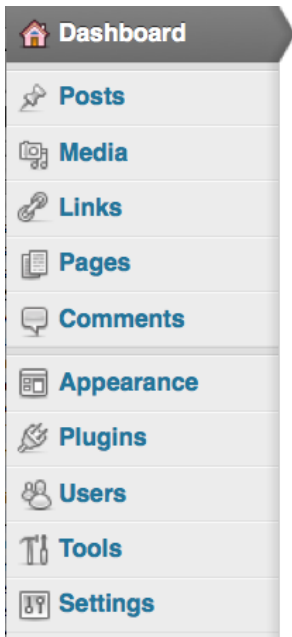 Dashboard
Posts
Media
Links
Pages
Comments
Appearance
Plugins
Users
Tools
Settings